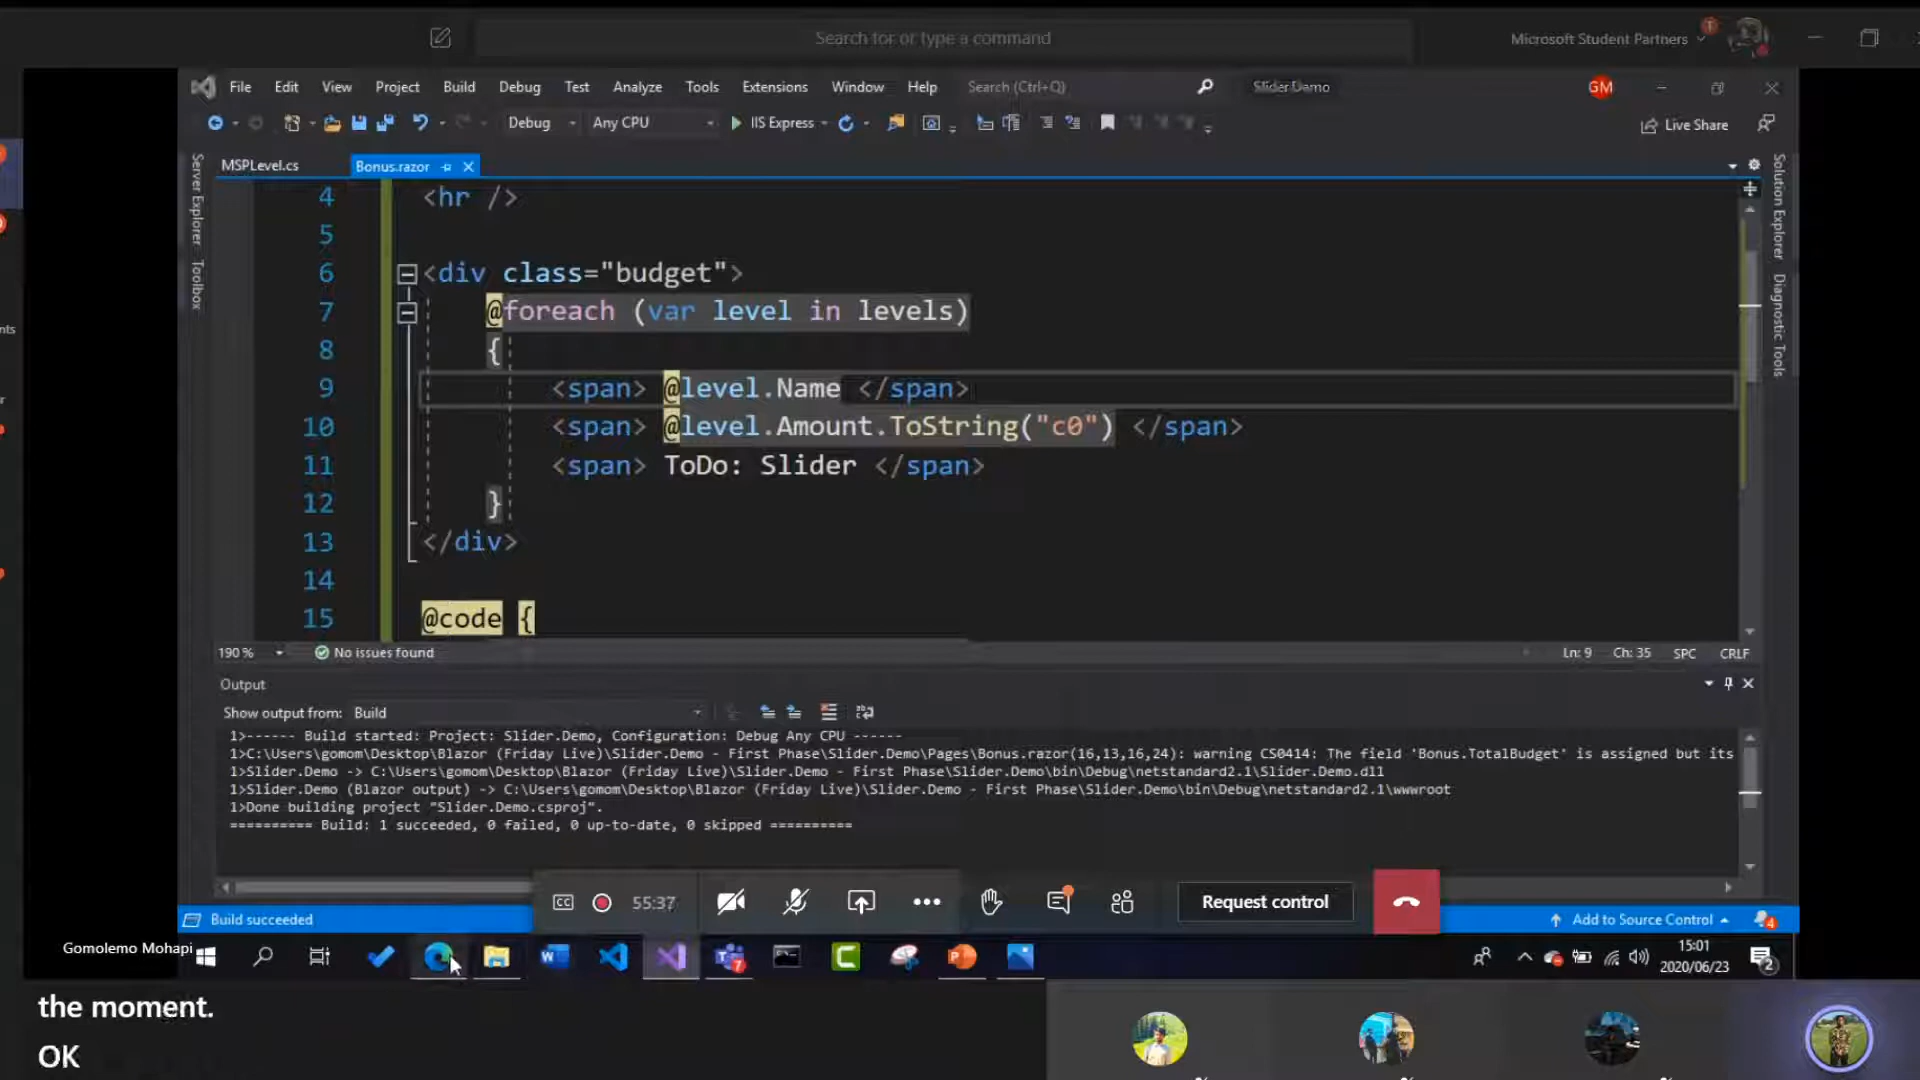 Search for or type a command
Microsoft Student Partners
File Edit View Project Build Debug Test Analyze Tools Extensions Window Help Search (Ctrl+Q) Slider.Demo GM
Debug Any CPU IIS Express Live Share
MSPLevel.cs Bonus.razor
Server Explorer
Toolbox
Solution Explorer
Diagnostic Tools
4 <hr />
5
6 <div class="budget">
7 @foreach (var level in levels)
8 {
9 <span> @level.Name </span>
10 <span> @level.Amount.ToString("c0") </span>
11 <span> ToDo: Slider </span>
12 }
13 </div>
14
15 @code {
190 % No issues found Ln: 9 Ch: 35 SPC CRLF
Output
Show output from: Build
1>------ Build started: Project: Slider.Demo, Configuration: Debug Any CPU ------
1>C:\Users\gomom\Desktop\Blazor (Friday Live)\Slider.Demo - First Phase\Slider.Demo\Pages\Bonus.razor(16,13,16,24): warning CS0414: The field 'Bonus.TotalBudget' is assigned but its
1>Slider.Demo -> C:\Users\gomom\Desktop\Blazor (Friday Live)\Slider.Demo - First Phase\Slider.Demo\bin\Debug\netstandard2.1\Slider.Demo.dll
1>Slider.Demo (Blazor output) -> C:\Users\gomom\Desktop\Blazor (Friday Live)\Slider.Demo - First Phase\Slider.Demo\bin\Debug\netstandard2.1\wwwroot
1>Done building project "Slider.Demo.csproj".
========== Build: 1 succeeded, 0 failed, 0 up-to-date, 0 skipped ==========
CC 55:37 Request control
Build succeeded Add to Source Control 4
Gomolemo Mohapi
15:01
2020/06/23
2
7
the moment.
OK